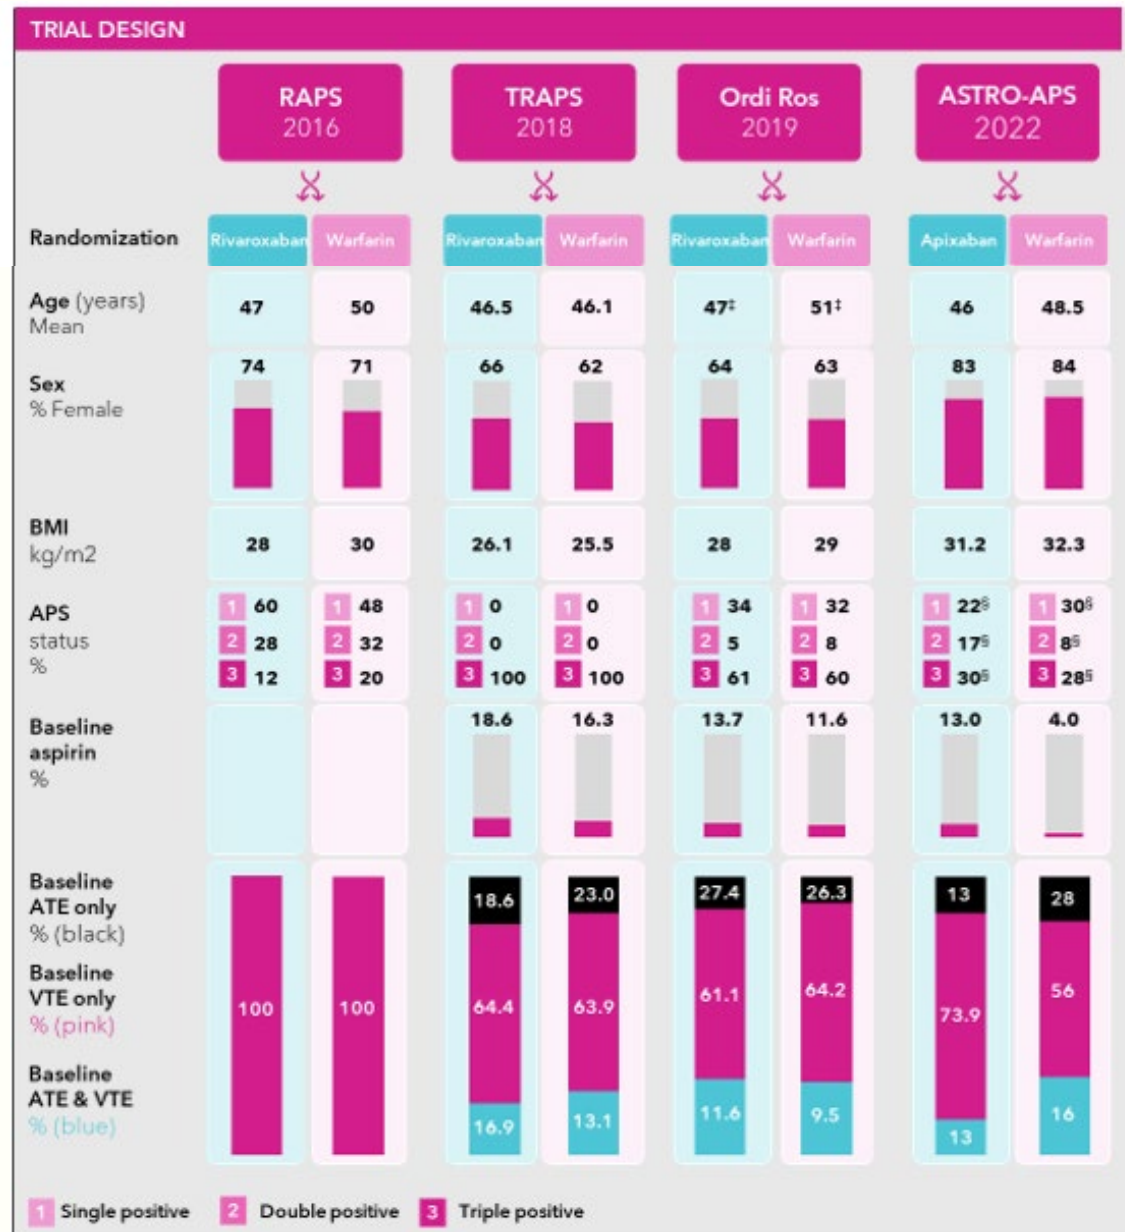 TRIAL DESIGN
RAPS TRAPS Ordi Ros ASTRO-APS
2016 2018 2019 2022
Randomization Rivaroxaban Warfarin Rivaroxaban Warfarin Rivaroxaban Warfarin Apixaban Warfarin
Age (years)
Mean
47 50 46.5 46.1 47‡ 51‡ 46 48.5
Sex
% Female
74 71 66 62 64 63 83 84
BMI
kg/m2
28 30 26.1 25.5 28 29 31.2 32.3
APS
status
%
1 60 1 48 1 0 1 0 1 34 1 32 1 22§ 1 30§
2 28 2 32 2 0 2 0 2 5 2 8 2 17§ 2 8§
3 12 3 20 3 100 3 100 3 61 3 60 3 30§ 3 28§
Baseline
aspirin
%
18.6 16.3 13.7 11.6 13.0 4.0
Baseline
ATE only
% (black)
18.6 23.0 27.4 26.3 13 28
Baseline
VTE only
% (pink)
100 100 64.4 63.9 61.1 64.2 73.9 56
Baseline
ATE & VTE
% (blue)
16.9 13.1 11.6 9.5 13 16
1 Single positive 2 Double positive 3 Triple positive